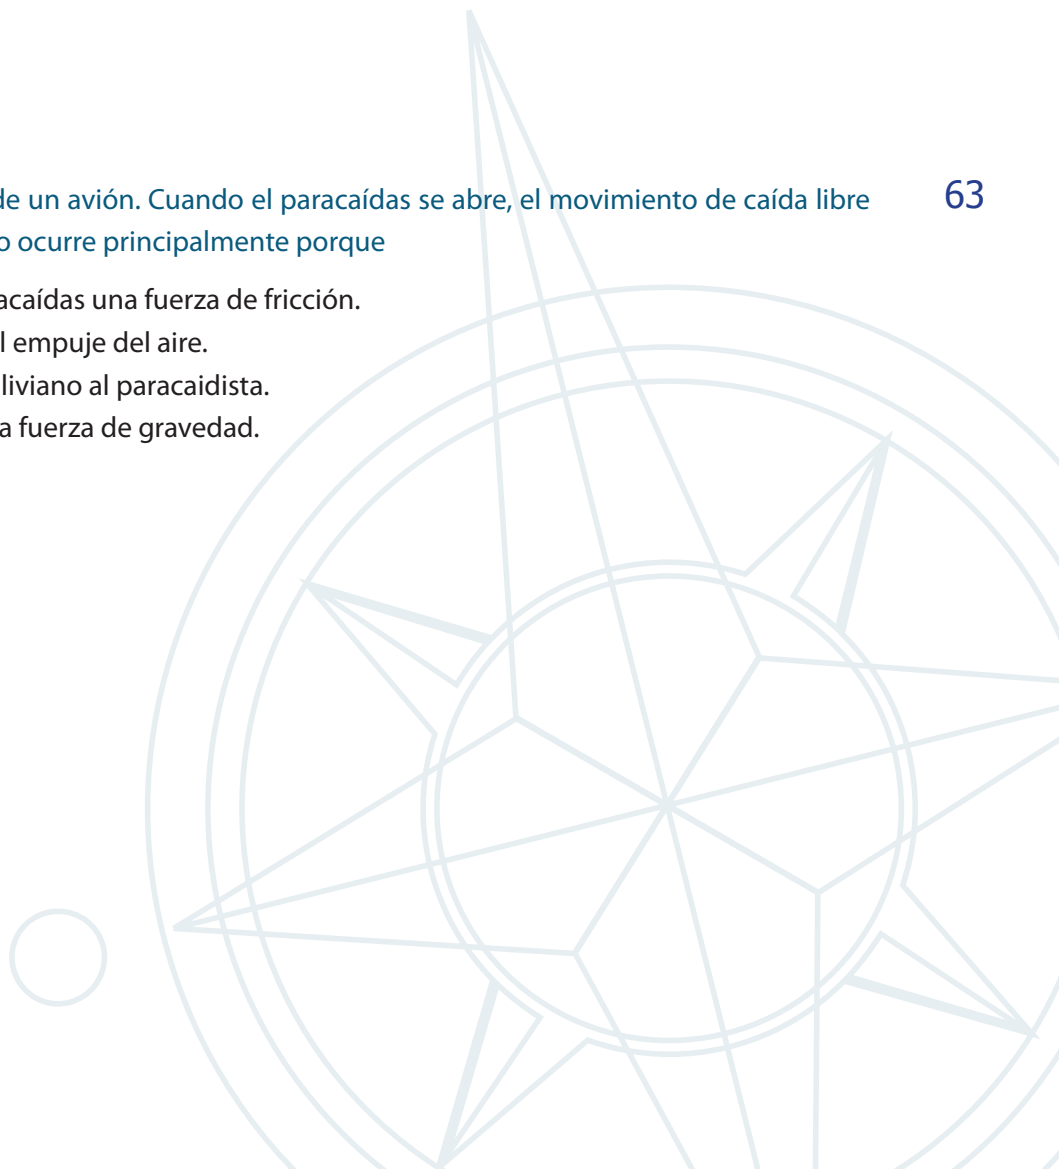 de un avión. Cuando el paracaídas se abre, el movimiento de caída libre 63
o ocurre principalmente porque
acaídas una fuerza de fricción.
l empuje del aire.
liviano al paracaidista.
a fuerza de gravedad.